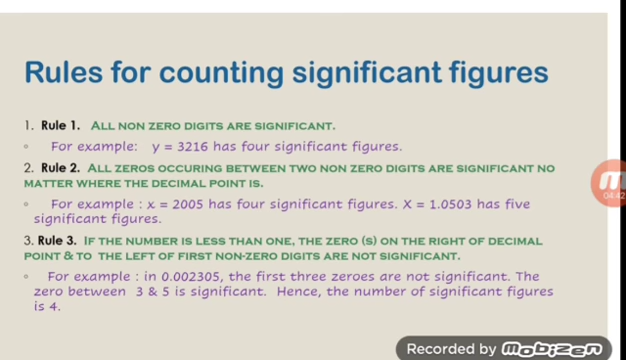 Rules for counting significant figures
1. Rule 1. ALL NON ZERO DIGITS ARE SIGNIFICANT.
For example: y = 3216 has four significant figures.
2. Rule 2. ALL ZEROS OCCURING BETWEEN TWO NON ZERO DIGITS ARE SIGNIFICANT NO
MATTER WHERE THE DECIMAL POINT IS.
For example : x = 2005 has four significant figures. X = 1.0503 has five
significant figures.
3. Rule 3. IF THE NUMBER IS LESS THAN ONE, THE ZERO (S) ON THE RIGHT OF DECIMAL
POINT & TO THE LEFT OF FIRST NON-ZERO DIGITS ARE NOT SIGNIFICANT.
For example : in 0.002305, the first three zeroes are not significant. The
zero between 3 & 5 is significant. Hence, the number of significant figures
is 4.
04:42
Recorded by mobizen